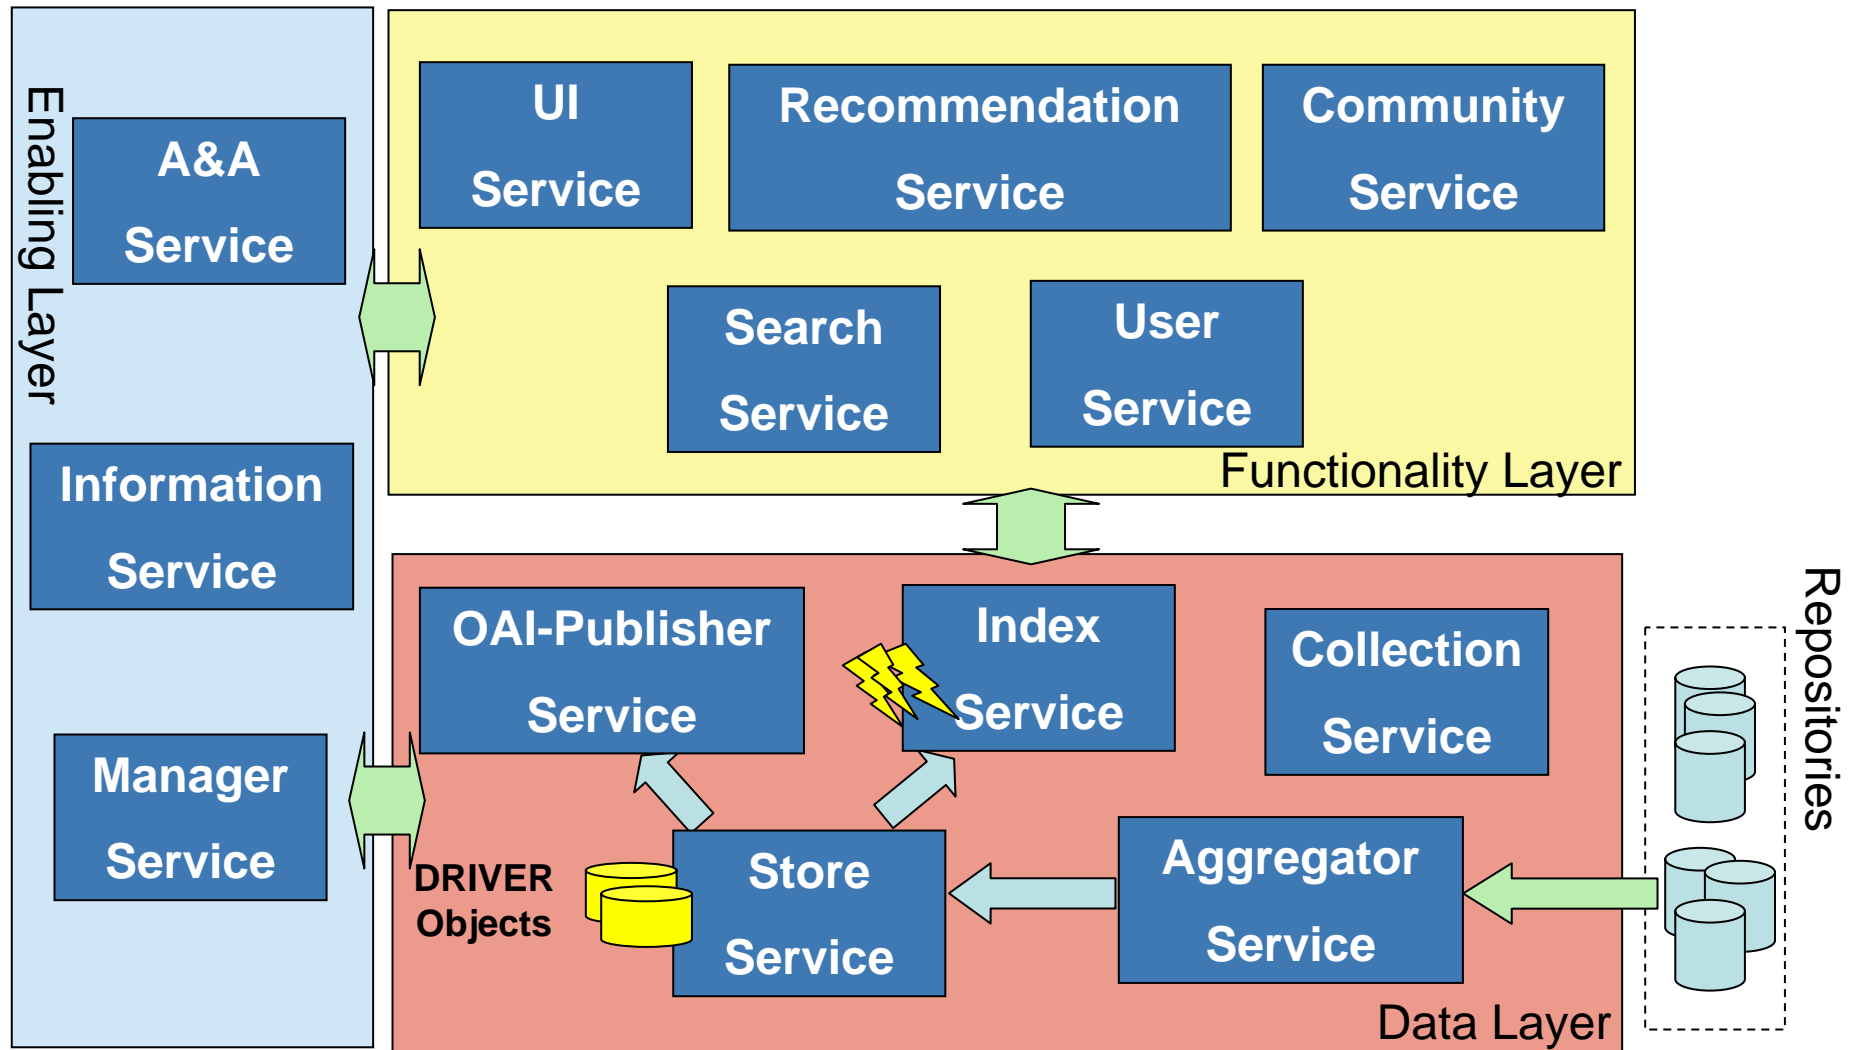 Enabling Layer
A&A
Service
Information
Service
Manager
Service
UI
Service
Recommendation
Service
Community
Service
Search
Service
User
Service
Functionality Layer
OAI-Publisher
Service
Index
Service
Collection
Service
DRIVER
Objects
Store
Service
Aggregator
Service
Data Layer
Repositories